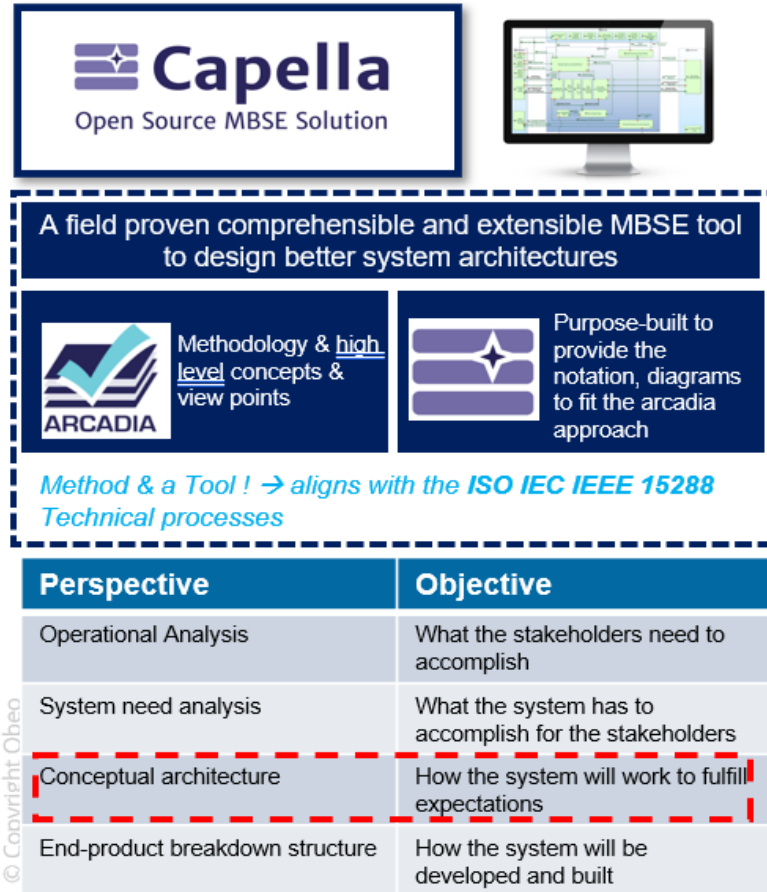 Capella
Open Source MBSE Solution
A field proven comprehensible and extensible MBSE tool
to design better system architectures
ARCADIA
Methodology & high
level concepts &
view points
Purpose-built to
provide the
notation, diagrams
to fit the arcadia
approach
Method & a Tool ! → aligns with the ISO IEC IEEE 15288
Technical processes
Perspective Objective
Operational Analysis What the stakeholders need to
accomplish
System need analysis What the system has to
accomplish for the stakeholders
Conceptual architecture How the system will work to fulfill
expectations
End-product breakdown structure How the system will be
developed and built
© Copyright Obeo